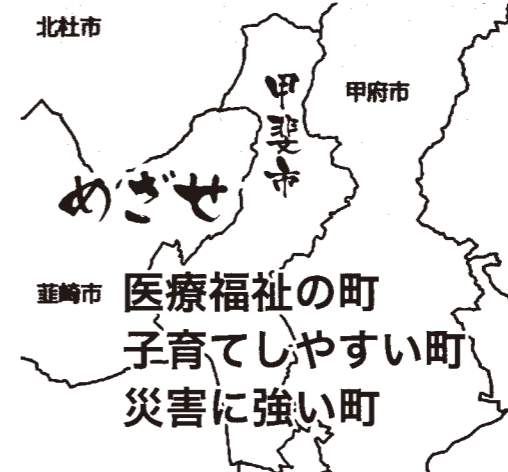 北杜市
甲府市
甲斐市
めざせ
韮崎市
医療福祉の町
子育てしやすい町
災害に強い町